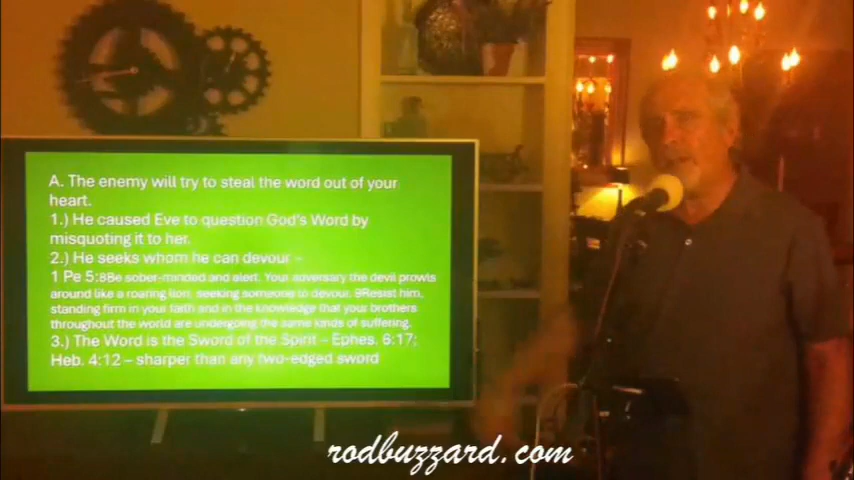 A. The enemy will try to steal the word out of your
heart.
1.) He caused Eve to question God's Word by
misquoting it to her.
2.) He seeks whom he can devour –
1 Pe 5:8Be sober-minded and alert. Your adversary the devil prowls
around like a roaring lion, seeking someone to devour. 9Resist him,
standing firm in your faith and in the knowledge that your brothers
throughout the world are undergoing the same kinds of suffering.
3.) The Word is the Sword of the Spirit – Ephes. 6:17;
Heb. 4:12 – sharper than any two-edged sword
rodbuzzard.com